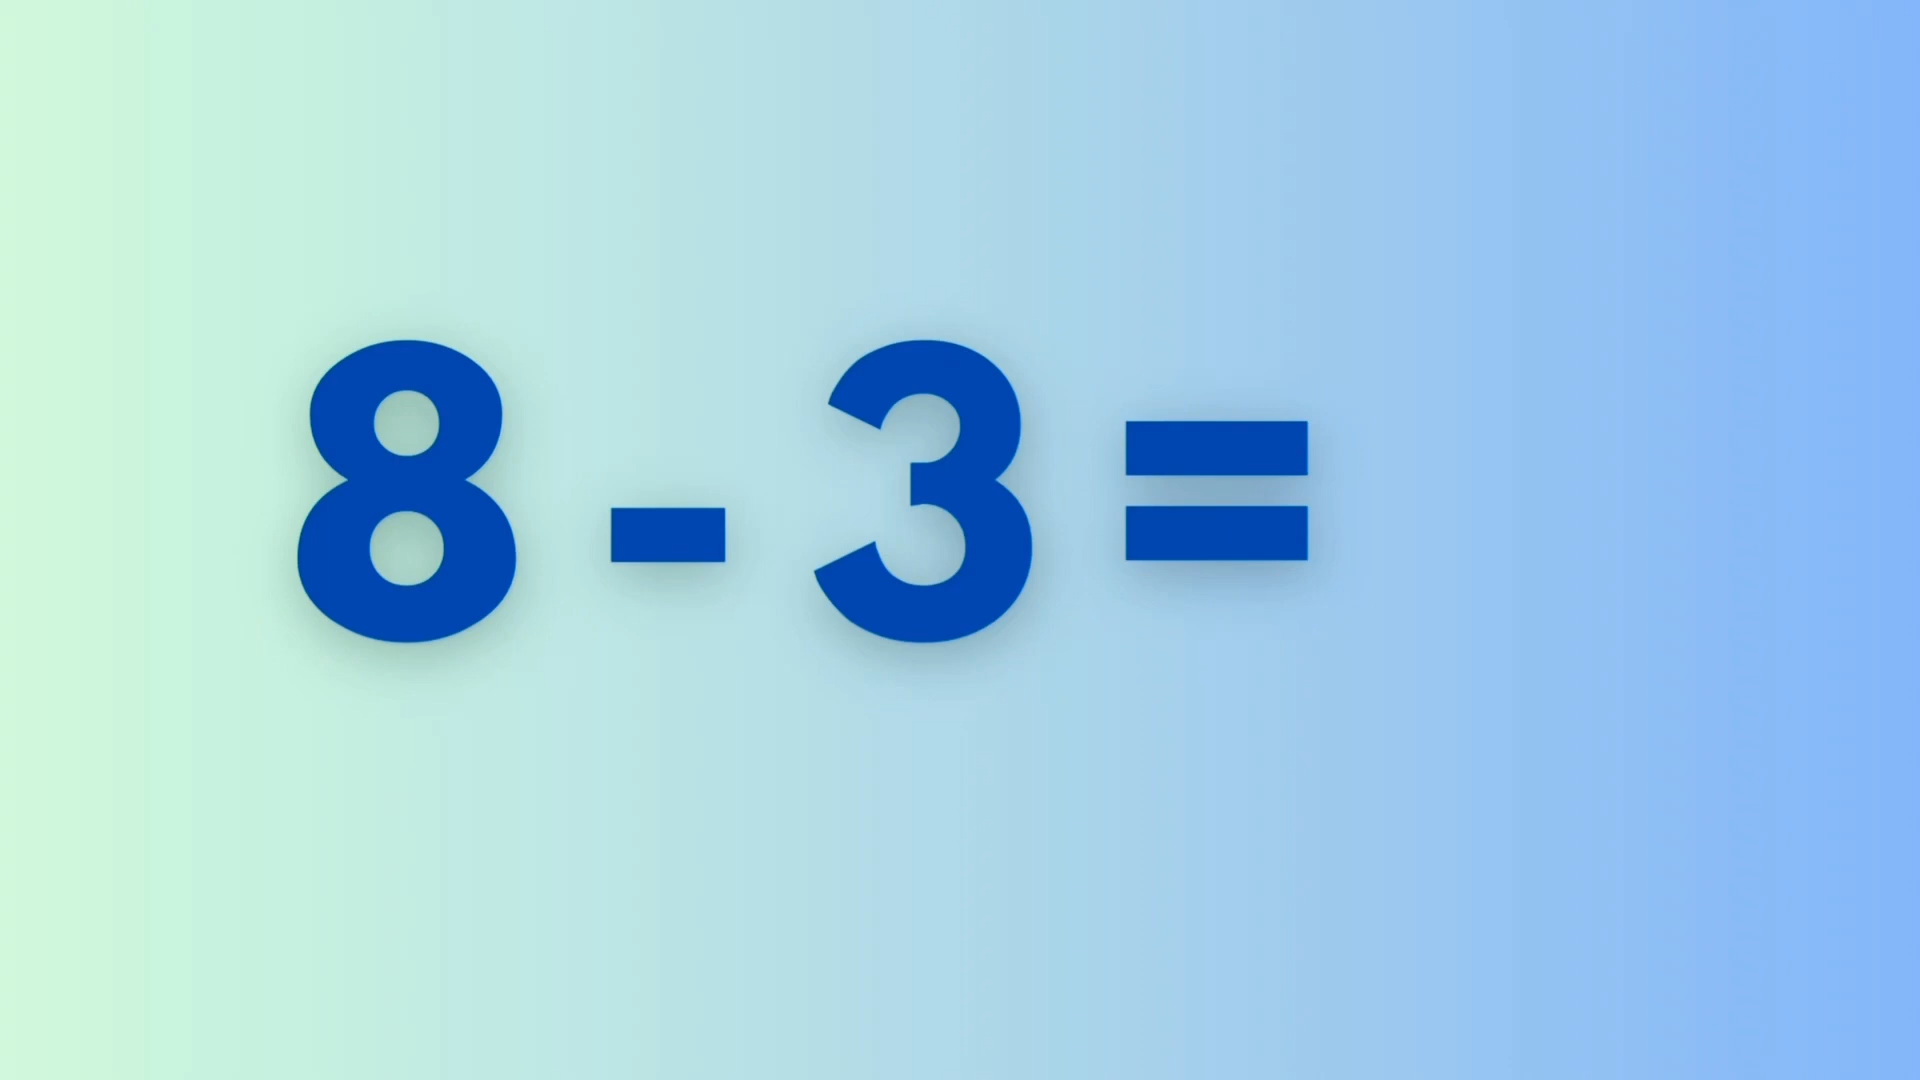 8 - 3 =